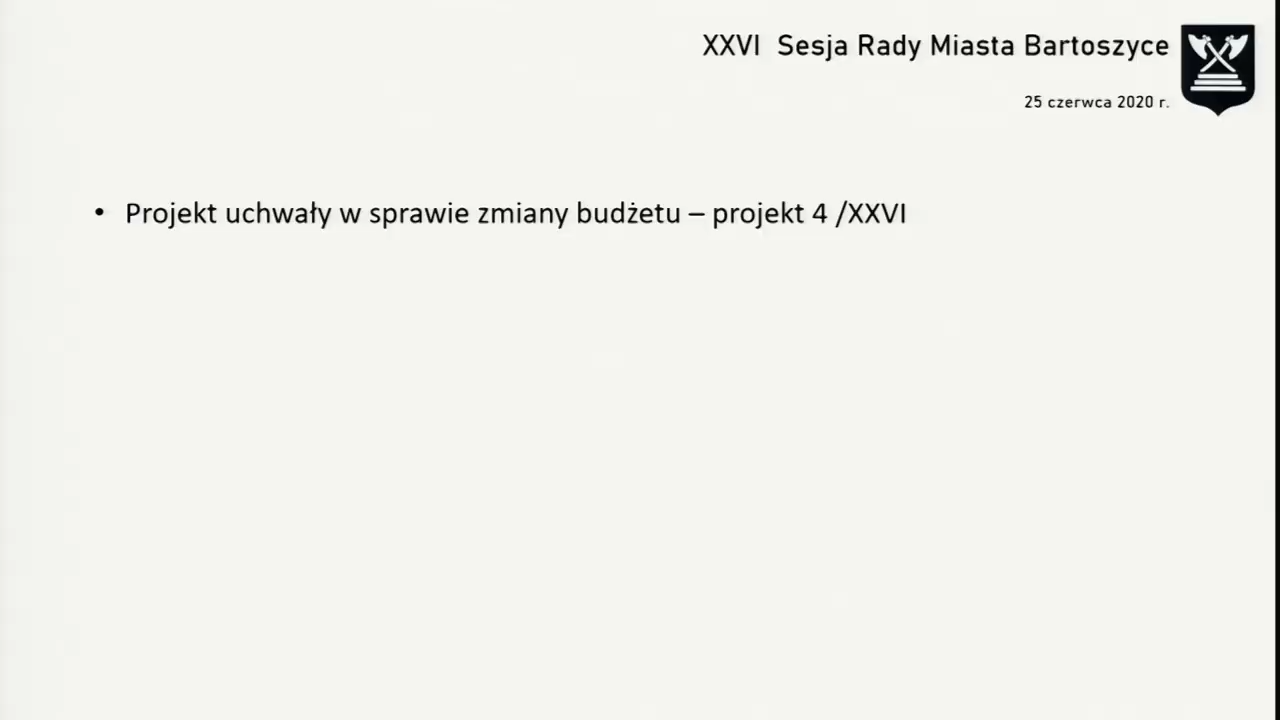 XXVI Sesja Rady Miasta Bartoszyce
25 czerwca 2020 r.
• Projekt uchwały w sprawie zmiany budżetu – projekt 4 /XXVI